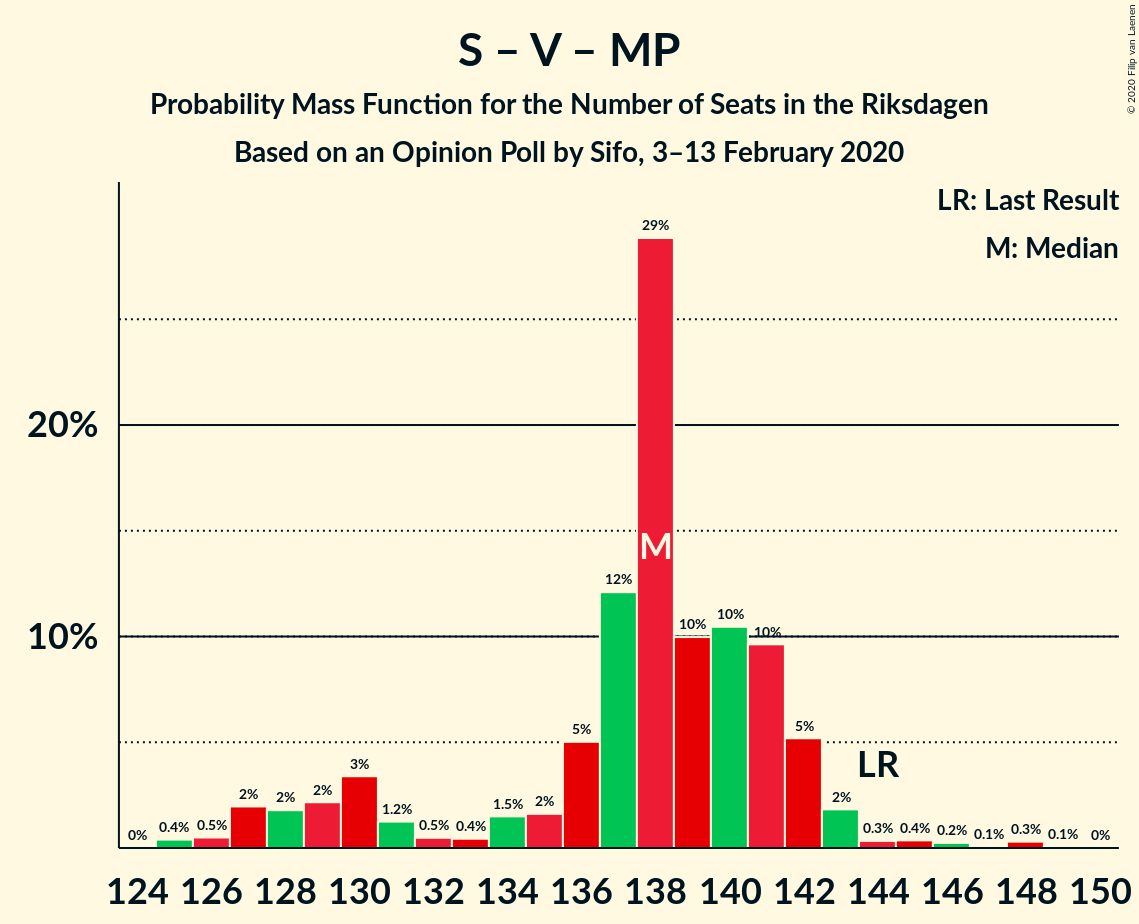 S – V – MP
Probability Mass Function for the Number of Seats in the Riksdagen
Based on an Opinion Poll by Sifo, 3–13 February 2020
© 2020 Filip van Laenen
LR: Last Result
M: Median
20%
10%
0% 0.4% 0.5% 2% 2% 2% 3% 1.2% 0.5% 0.4% 1.5% 2% 5% 12% 29% 10% 10% 10% 5% 2% 0.3% 0.4% 0.2% 0.1% 0.3% 0.1% 0%
M
LR
124 126 128 130 132 134 136 138 140 142 144 146 148 150